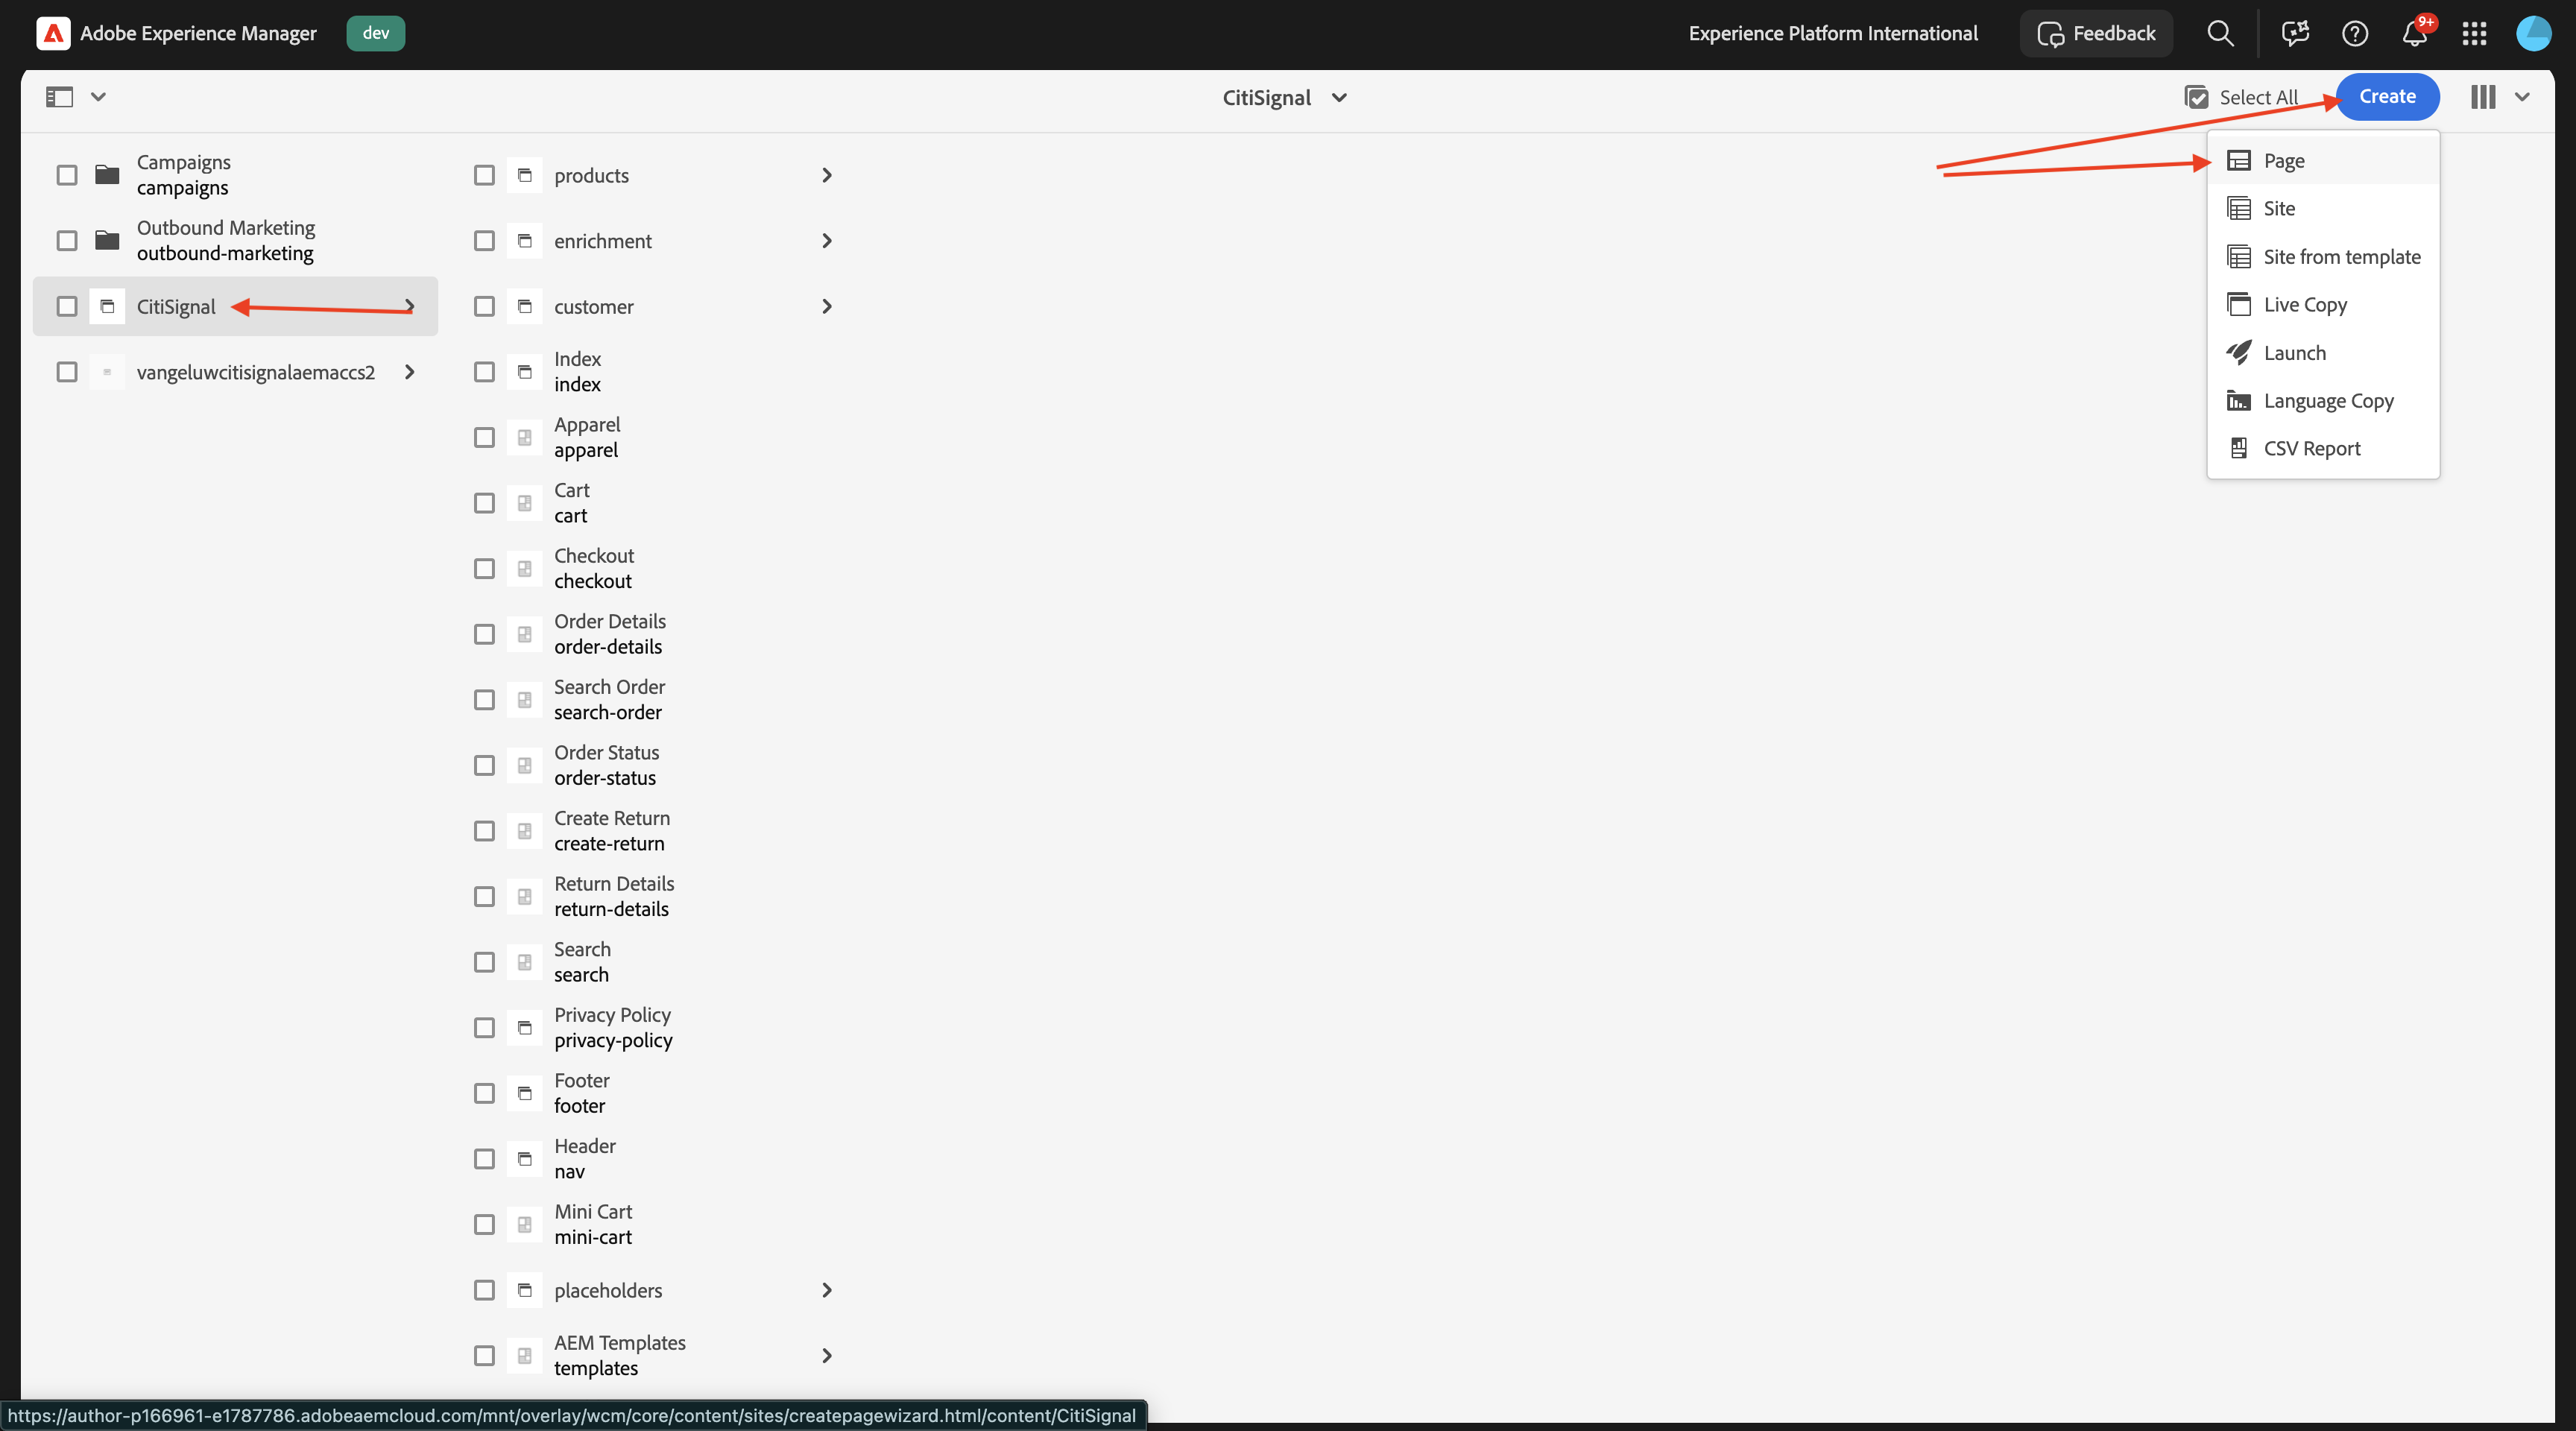 Adobe Experience Manager
dev
Experience Platform International
Feedback
9+
CitiSignal
Select All
Create
Campaigns
campaigns
Outbound Marketing
outbound-marketing
CitiSignal
vangeluwcitisignalaemaccs2
products
enrichment
customer
Index
index
Apparel
apparel
Cart
cart
Checkout
checkout
Order Details
order-details
Search Order
search-order
Order Status
order-status
Create Return
create-return
Return Details
return-details
Search
search
Privacy Policy
privacy-policy
Footer
footer
Header
nav
Mini Cart
mini-cart
placeholders
AEM Templates
templates
Page
Site
Site from template
Live Copy
Launch
Language Copy
CSV Report
https://author-p166961-e1787786.adobeaemcloud.com/mnt/overlay/wcm/core/content/sites/createpagewizard.html/content/CitiSignal